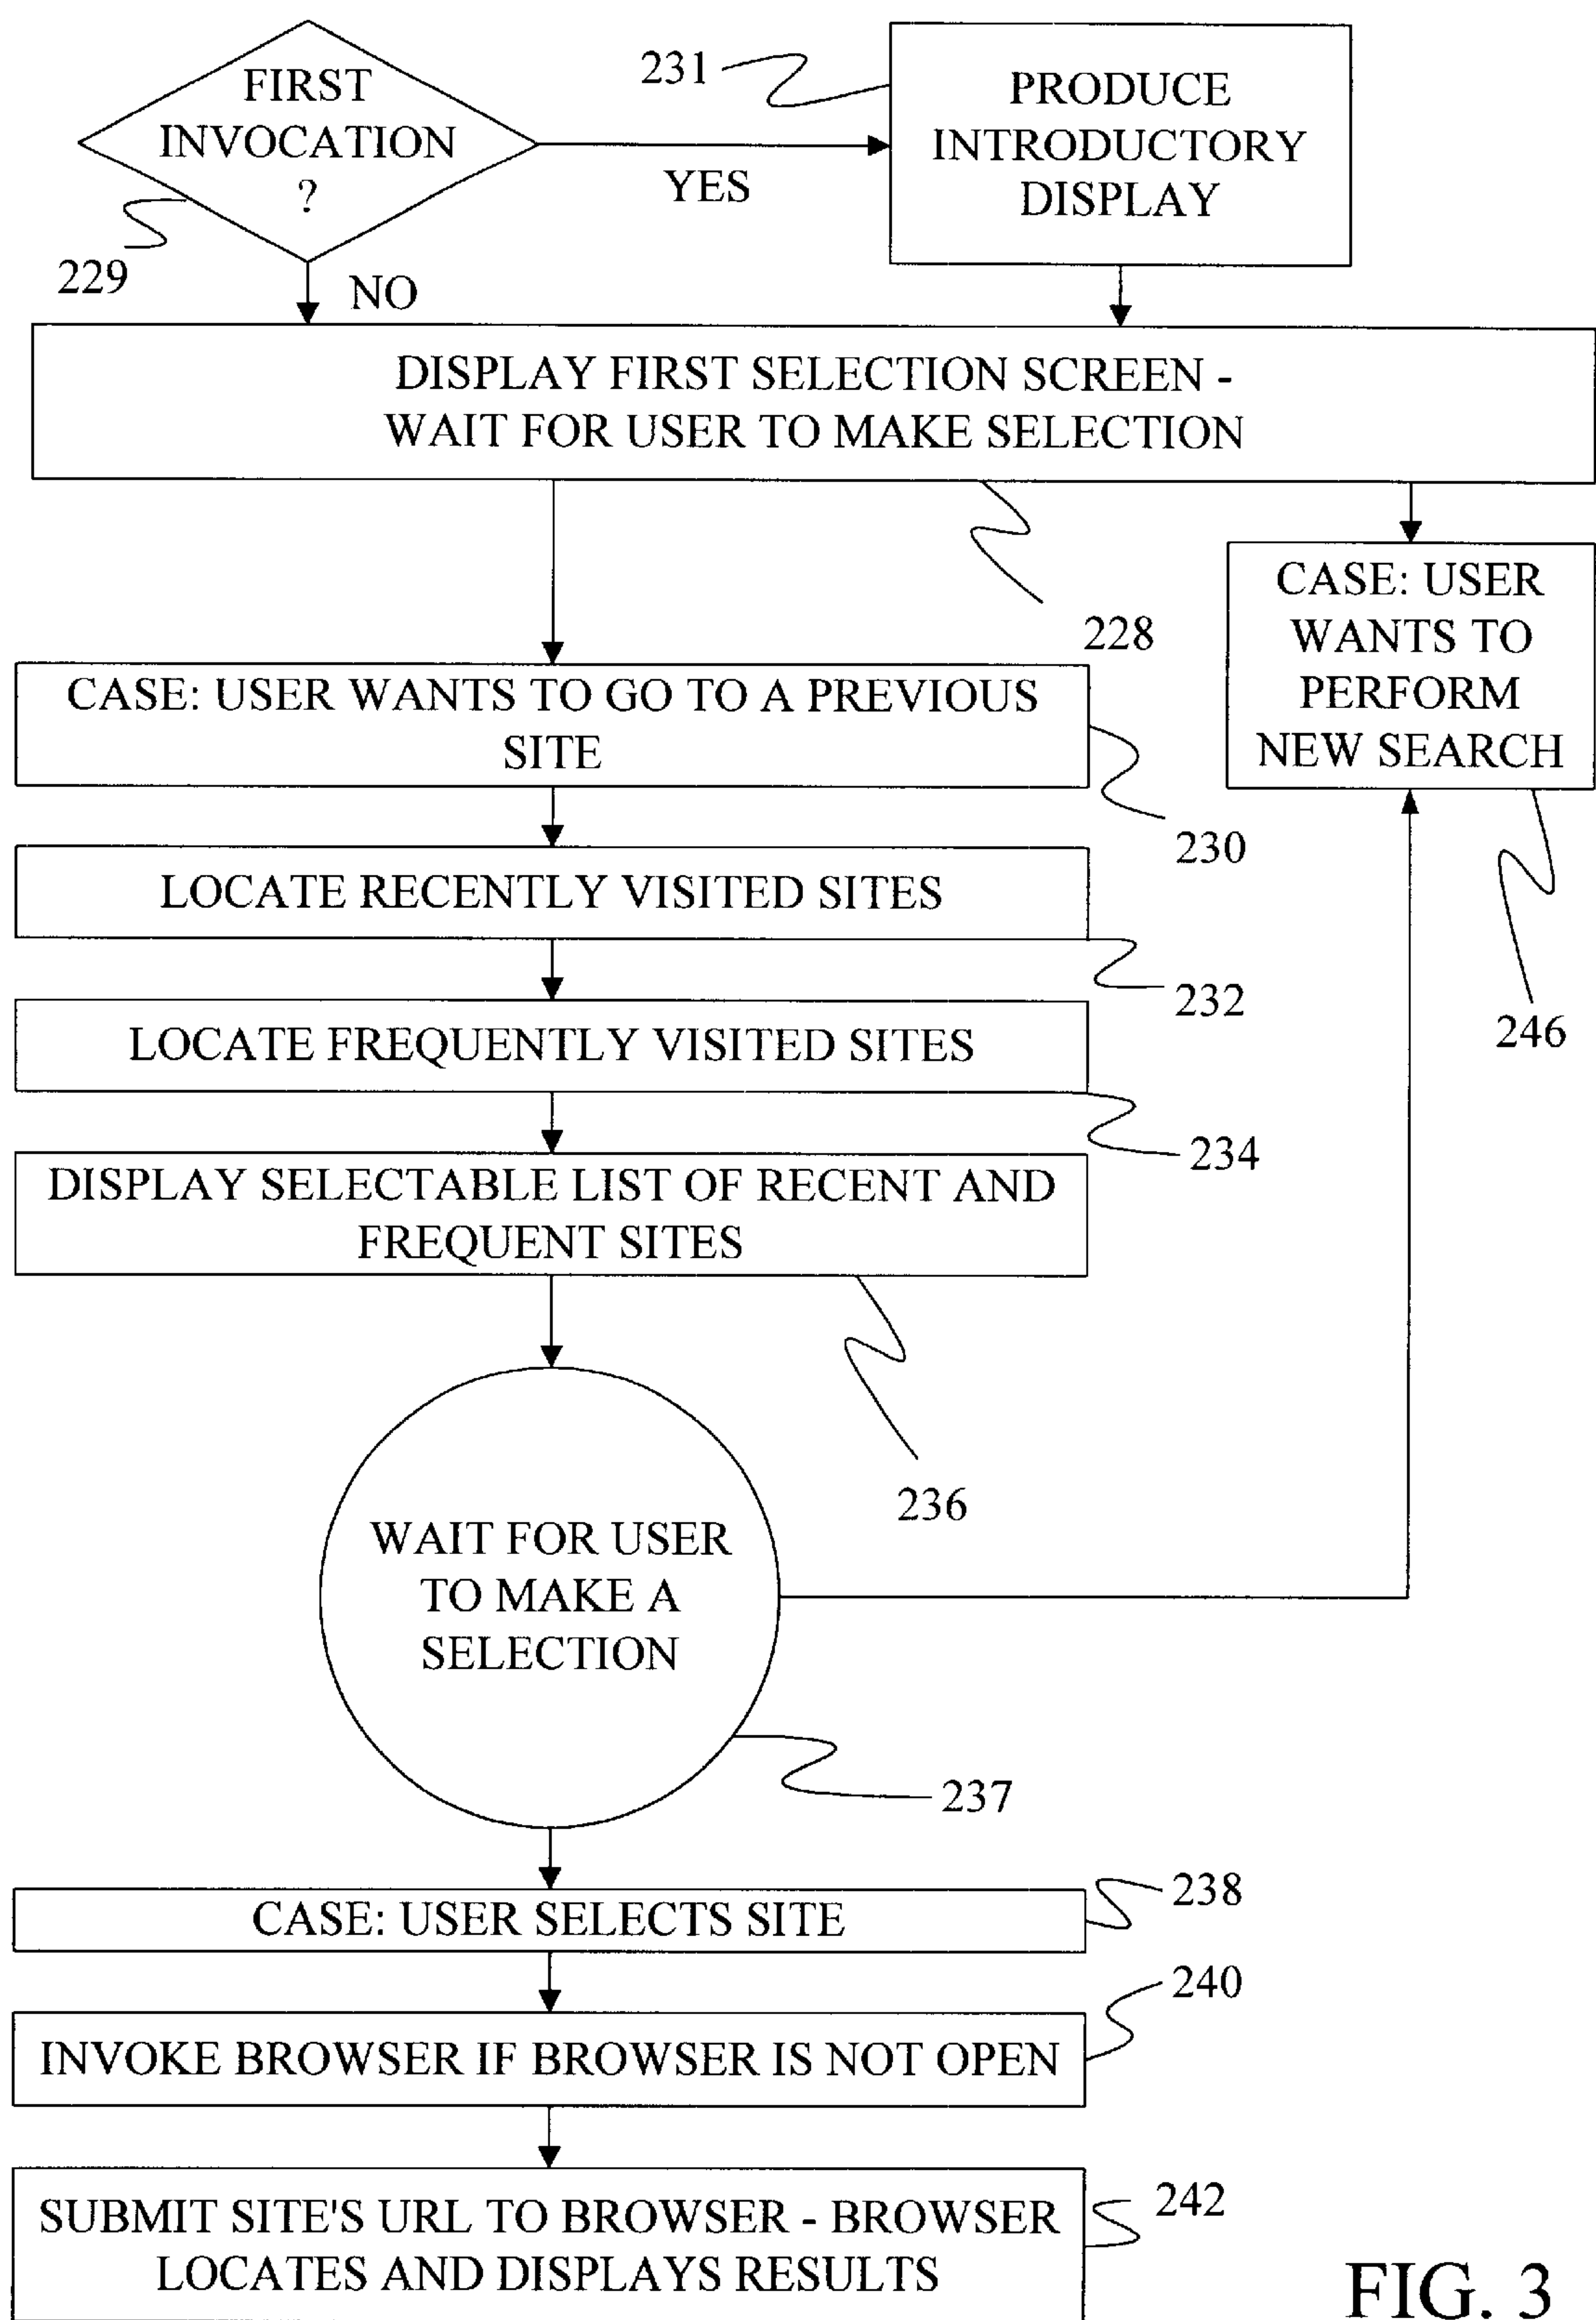 FIRST
INVOCATION
?
229
YES
NO
231
PRODUCE
INTRODUCTORY
DISPLAY
DISPLAY FIRST SELECTION SCREEN -
WAIT FOR USER TO MAKE SELECTION
228
CASE: USER
WANTS TO
PERFORM
NEW SEARCH
246
CASE: USER WANTS TO GO TO A PREVIOUS
SITE
230
LOCATE RECENTLY VISITED SITES
232
LOCATE FREQUENTLY VISITED SITES
234
DISPLAY SELECTABLE LIST OF RECENT AND
FREQUENT SITES
236
WAIT FOR USER
TO MAKE A
SELECTION
237
CASE: USER SELECTS SITE
238
INVOKE BROWSER IF BROWSER IS NOT OPEN
240
SUBMIT SITE'S URL TO BROWSER - BROWSER
LOCATES AND DISPLAYS RESULTS
242
FIG. 3